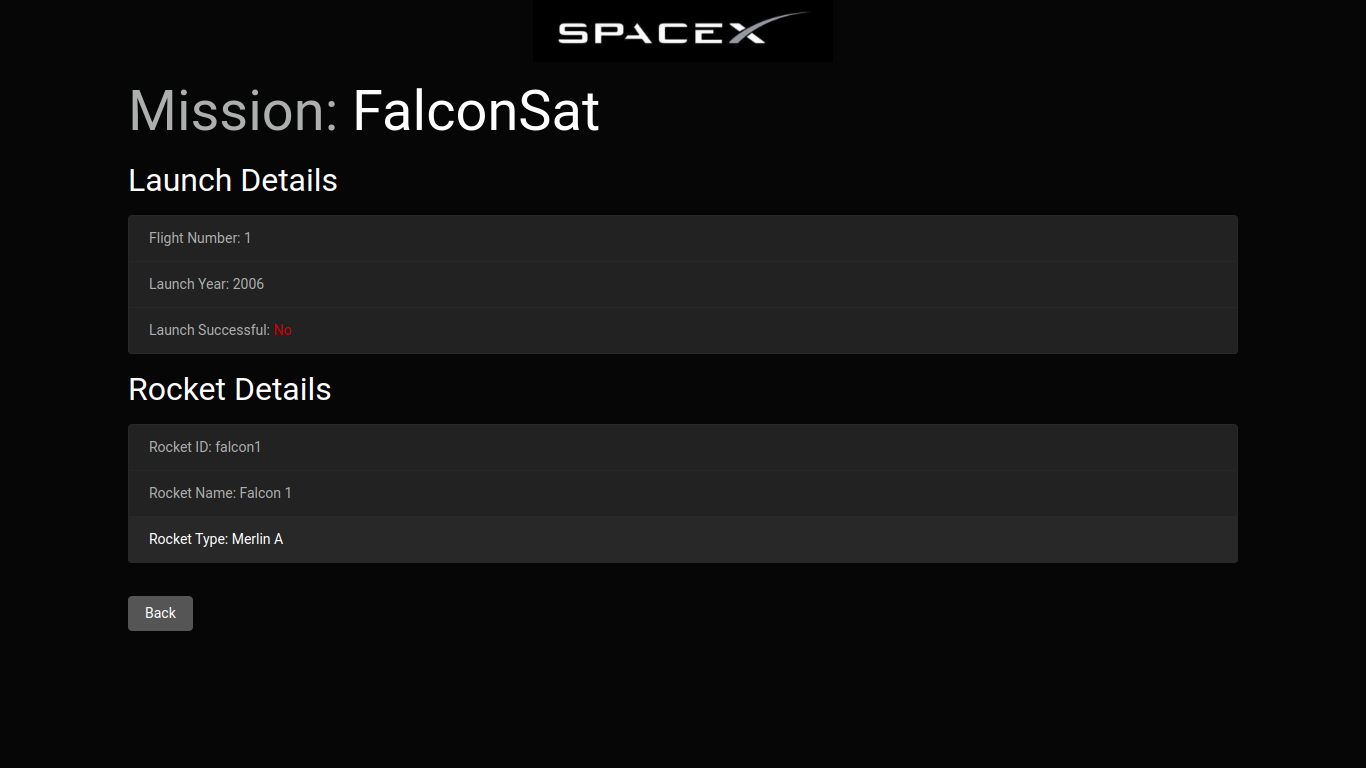 SPACEX
Mission: FalconSat
Launch Details
Flight Number: 1
Launch Year: 2006
Launch Successful: No
Rocket Details
Rocket ID: falcon1
Rocket Name: Falcon 1
Rocket Type: Merlin A
Back